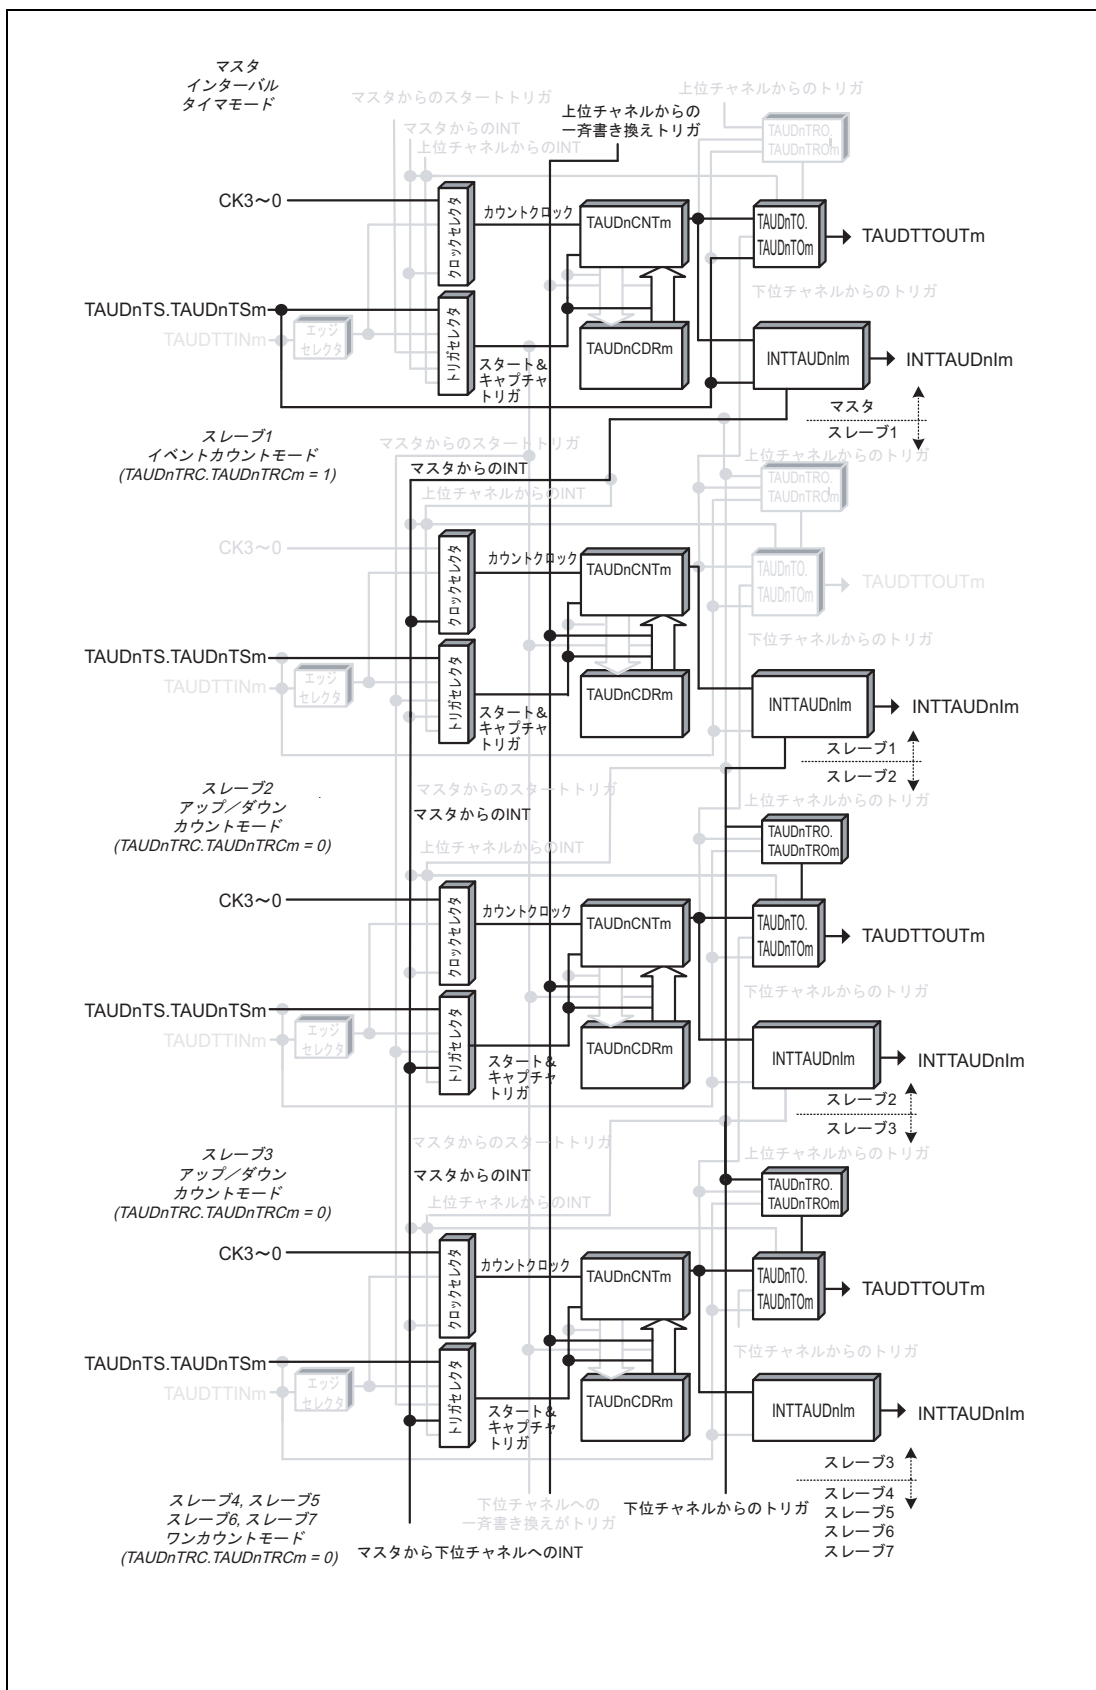 マスタ
インターバル
タイマモード
マスタからのスタートトリガ
マスタからのINT
上位チャネルからのINT
上位チャネルからの
一斉書き換えトリガ
上位チャネルからのトリガ
TAUDnTRO.
TAUDnTROm
CK3～0
クロックセレクタ
カウントクロック
TAUDnCNTm
TAUDnTO.
TAUDnTOm
TAUDTTOUTm
下位チャネルからのトリガ
TAUDnTS.TAUDnTSm
TAUDTTINm
エッジ
セレクタ
トリガセレクタ
スタート&
キャプチャ
トリガ
TAUDnCDRm
INTTAUDnIm
INTTAUDnIm
マスタ
スレーブ1
スレーブ1
イベントカウントモード
(TAUDnTRC.TAUDnTRCm = 1)
マスタからのスタートトリガ
マスタからのINT
上位チャネルからのINT
上位チャネルからのトリガ
TAUDnTRO.
TAUDnTROm
CK3～0
クロックセレクタ
カウントクロック
TAUDnCNTm
TAUDnTO.
TAUDnTOm
TAUDTTOUTm
下位チャネルからのトリガ
TAUDnTS.TAUDnTSm
TAUDTTINm
エッジ
セレクタ
トリガセレクタ
スタート&
キャプチャ
トリガ
TAUDnCDRm
INTTAUDnIm
INTTAUDnIm
スレーブ1
スレーブ2
スレーブ2
アップ／ダウン
カウントモード
(TAUDnTRC.TAUDnTRCm = 0)
マスタからのスタートトリガ
マスタからのINT
上位チャネルからのINT
上位チャネルからのトリガ
TAUDnTRO.
TAUDnTROm
CK3～0
クロックセレクタ
カウントクロック
TAUDnCNTm
TAUDnTO.
TAUDnTOm
TAUDTTOUTm
下位チャネルからのトリガ
TAUDnTS.TAUDnTSm
TAUDTTINm
エッジ
セレクタ
トリガセレクタ
スタート&
キャプチャ
トリガ
TAUDnCDRm
INTTAUDnIm
INTTAUDnIm
スレーブ2
スレーブ3
スレーブ3
アップ／ダウン
カウントモード
(TAUDnTRC.TAUDnTRCm = 0)
マスタからのスタートトリガ
マスタからのINT
上位チャネルからのINT
上位チャネルからのトリガ
TAUDnTRO.
TAUDnTROm
CK3～0
クロックセレクタ
カウントクロック
TAUDnCNTm
TAUDnTO.
TAUDnTOm
TAUDTTOUTm
下位チャネルからのトリガ
TAUDnTS.TAUDnTSm
TAUDTTINm
エッジ
セレクタ
トリガセレクタ
スタート&
キャプチャ
トリガ
TAUDnCDRm
INTTAUDnIm
INTTAUDnIm
スレーブ3
スレーブ4
スレーブ5
スレーブ6
スレーブ7
スレーブ4, スレーブ5
スレーブ6, スレーブ7
ワンカウントモード
(TAUDnTRC.TAUDnTRCm = 0)
マスタから下位チャネルへのINT
下位チャネルへの
一斉書き換えがトリガ
下位チャネルからのトリガ